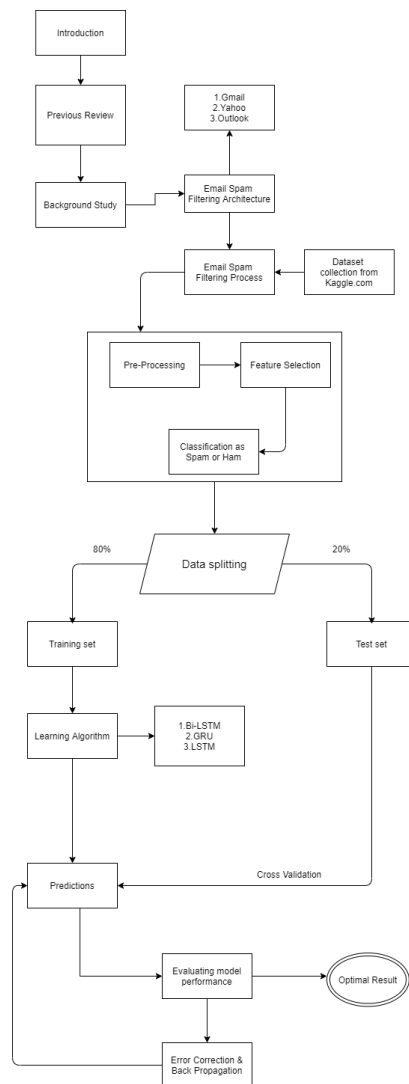 Introduction
Previous Review
Background Study
1.Gmail
2.Yahoo
3.Outlook
Email Spam
Filtering Architecture
Email Spam
Filtering Process
Dataset
collection from
Kaggle.com
Pre-Processing
Feature Selection
Classification as
Spam or Ham
80%
Data splitting
20%
Training set
Test set
Learning Algorithm
1.Bi-LSTM
2.GRU
3.LSTM
Cross Validation
Predictions
Evaluating model
performance
Optimal Result
Error Correction &
Back Propagation